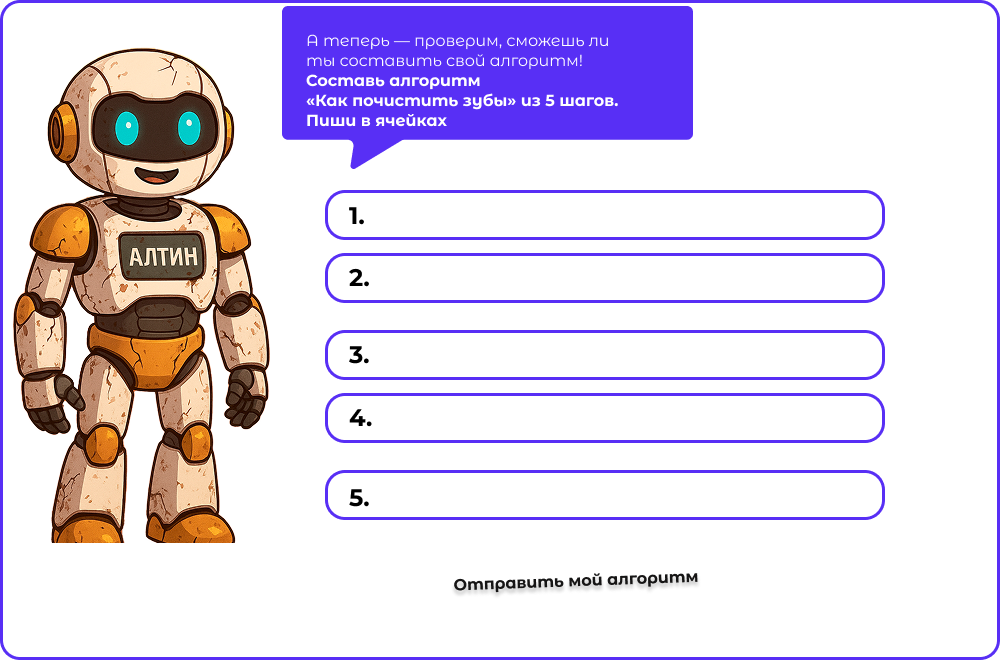 А теперь — проверим, сможешь ли
ты составить свой алгоритм!
Составь алгоритм
«Как почистить зубы» из 5 шагов.
Пиши в ячейках
1.
2.
АЛТИН
3.
4.
5.
Отправить мой алгоритм